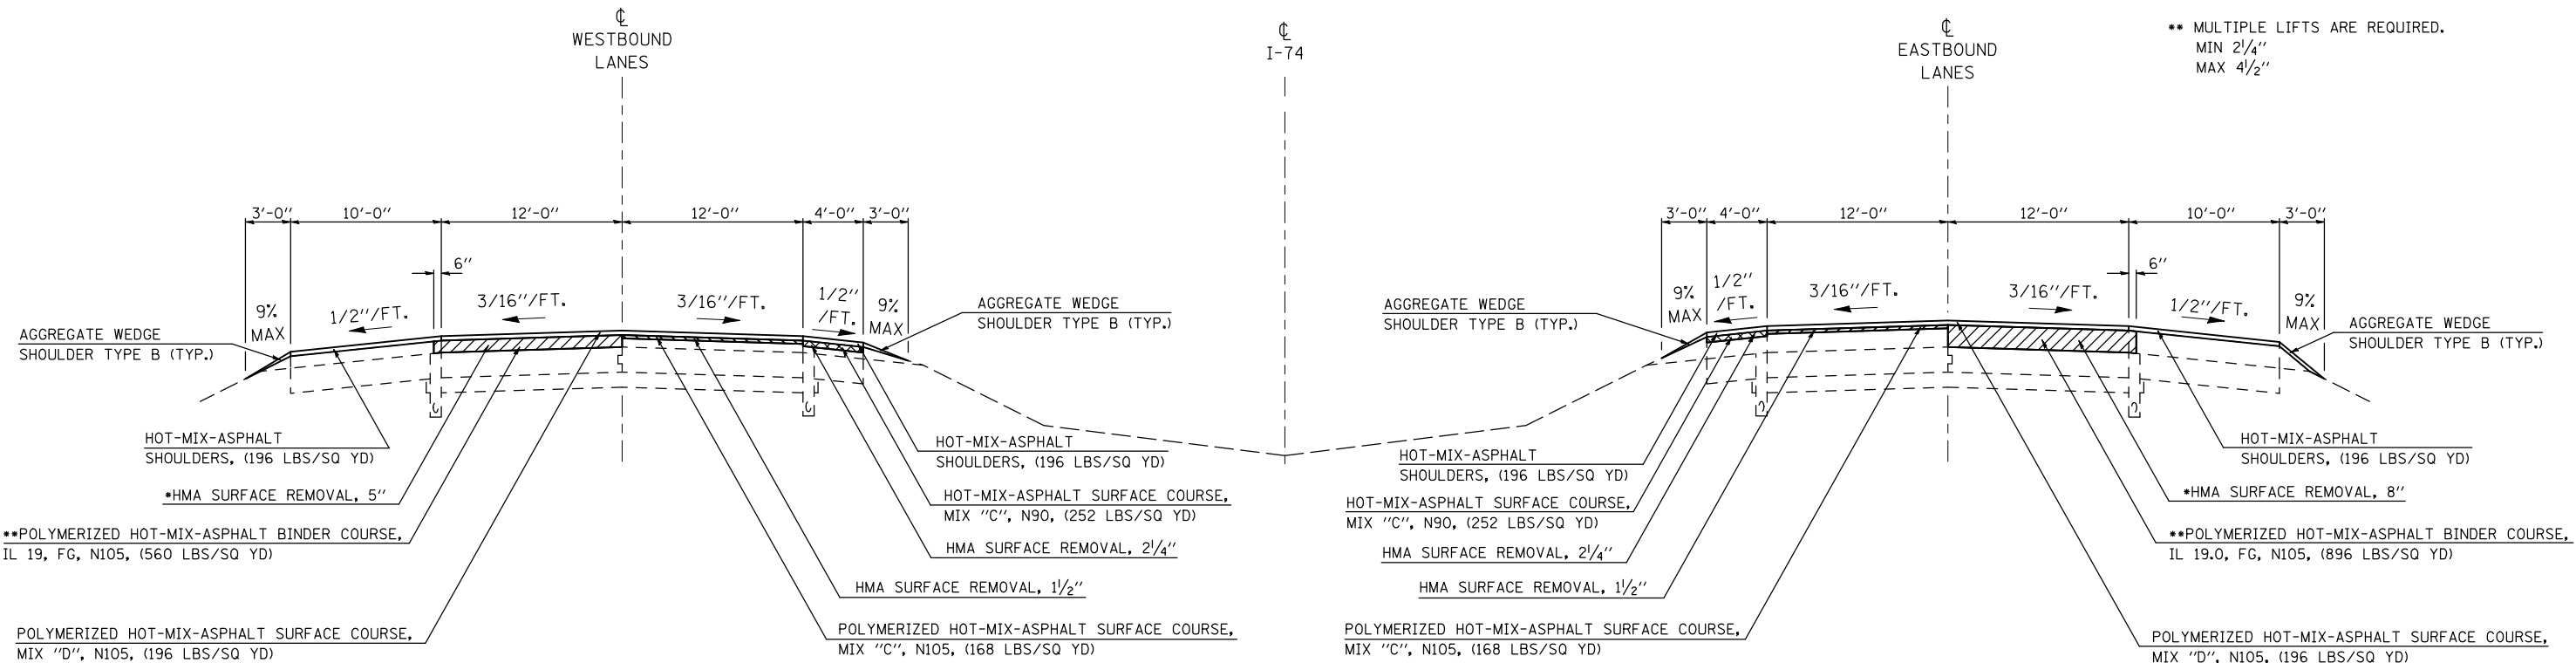 ℄
WESTBOUND
LANES
℄
I-74
℄
EASTBOUND
LANES
** MULTIPLE LIFTS ARE REQUIRED.
MIN 2 1/4"
MAX 4 1/2"
3'-0" 10'-0" 12'-0" 12'-0" 4'-0" 3'-0"
3'-0" 4'-0" 12'-0" 12'-0" 10'-0" 3'-0"
6"
9%
MAX
1/2"/FT.
3/16"/FT.
3/16"/FT.
1/2"
/FT.
9%
MAX
AGGREGATE WEDGE
SHOULDER TYPE B (TYP.)
AGGREGATE WEDGE
SHOULDER TYPE B (TYP.)
HOT-MIX-ASPHALT
SHOULDERS, (196 LBS/SQ YD)
*HMA SURFACE REMOVAL, 5"
**POLYMERIZED HOT-MIX-ASPHALT BINDER COURSE,
IL 19, FG, N105, (560 LBS/SQ YD)
POLYMERIZED HOT-MIX-ASPHALT SURFACE COURSE,
MIX "D", N105, (196 LBS/SQ YD)
HOT-MIX-ASPHALT
SHOULDERS, (196 LBS/SQ YD)
HOT-MIX-ASPHALT SURFACE COURSE,
MIX "C", N90, (252 LBS/SQ YD)
HMA SURFACE REMOVAL, 2 1/4"
HMA SURFACE REMOVAL, 1 1/2"
POLYMERIZED HOT-MIX-ASPHALT SURFACE COURSE,
MIX "C", N105, (168 LBS/SQ YD)
6"
9%
MAX
1/2"
/FT.
3/16"/FT.
3/16"/FT.
1/2"/FT.
9%
MAX
AGGREGATE WEDGE
SHOULDER TYPE B (TYP.)
AGGREGATE WEDGE
SHOULDER TYPE B (TYP.)
HOT-MIX-ASPHALT
SHOULDERS, (196 LBS/SQ YD)
HOT-MIX-ASPHALT SURFACE COURSE,
MIX "C", N90, (252 LBS/SQ YD)
HMA SURFACE REMOVAL, 2 1/4"
HMA SURFACE REMOVAL, 1 1/2"
POLYMERIZED HOT-MIX-ASPHALT SURFACE COURSE,
MIX "C", N105, (168 LBS/SQ YD)
HOT-MIX-ASPHALT
SHOULDERS, (196 LBS/SQ YD)
*HMA SURFACE REMOVAL, 8"
**POLYMERIZED HOT-MIX-ASPHALT BINDER COURSE,
IL 19.0, FG, N105, (896 LBS/SQ YD)
POLYMERIZED HOT-MIX-ASPHALT SURFACE COURSE,
MIX "D", N105, (196 LBS/SQ YD)